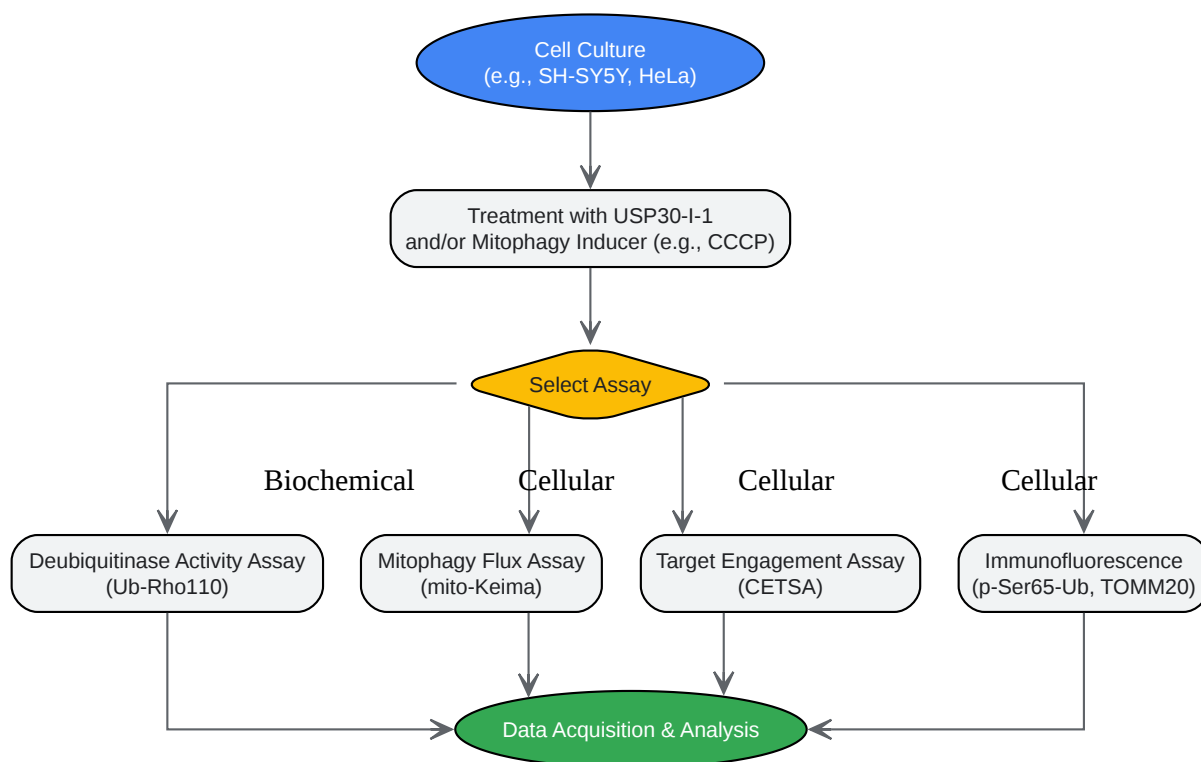 Cell Culture
(e.g., SH-SY5Y, HeLa)
Treatment with USP30-I-1
and/or Mitophagy Inducer (e.g., CCCP)
Select Assay
Biochemical
Cellular
Cellular
Cellular
Deubiquitinase Activity Assay
(Ub-Rho110)
Mitophagy Flux Assay
(mito-Keima)
Target Engagement Assay
(CETSA)
Immunofluorescence
(p-Ser65-Ub, TOMM20)
Data Acquisition & Analysis